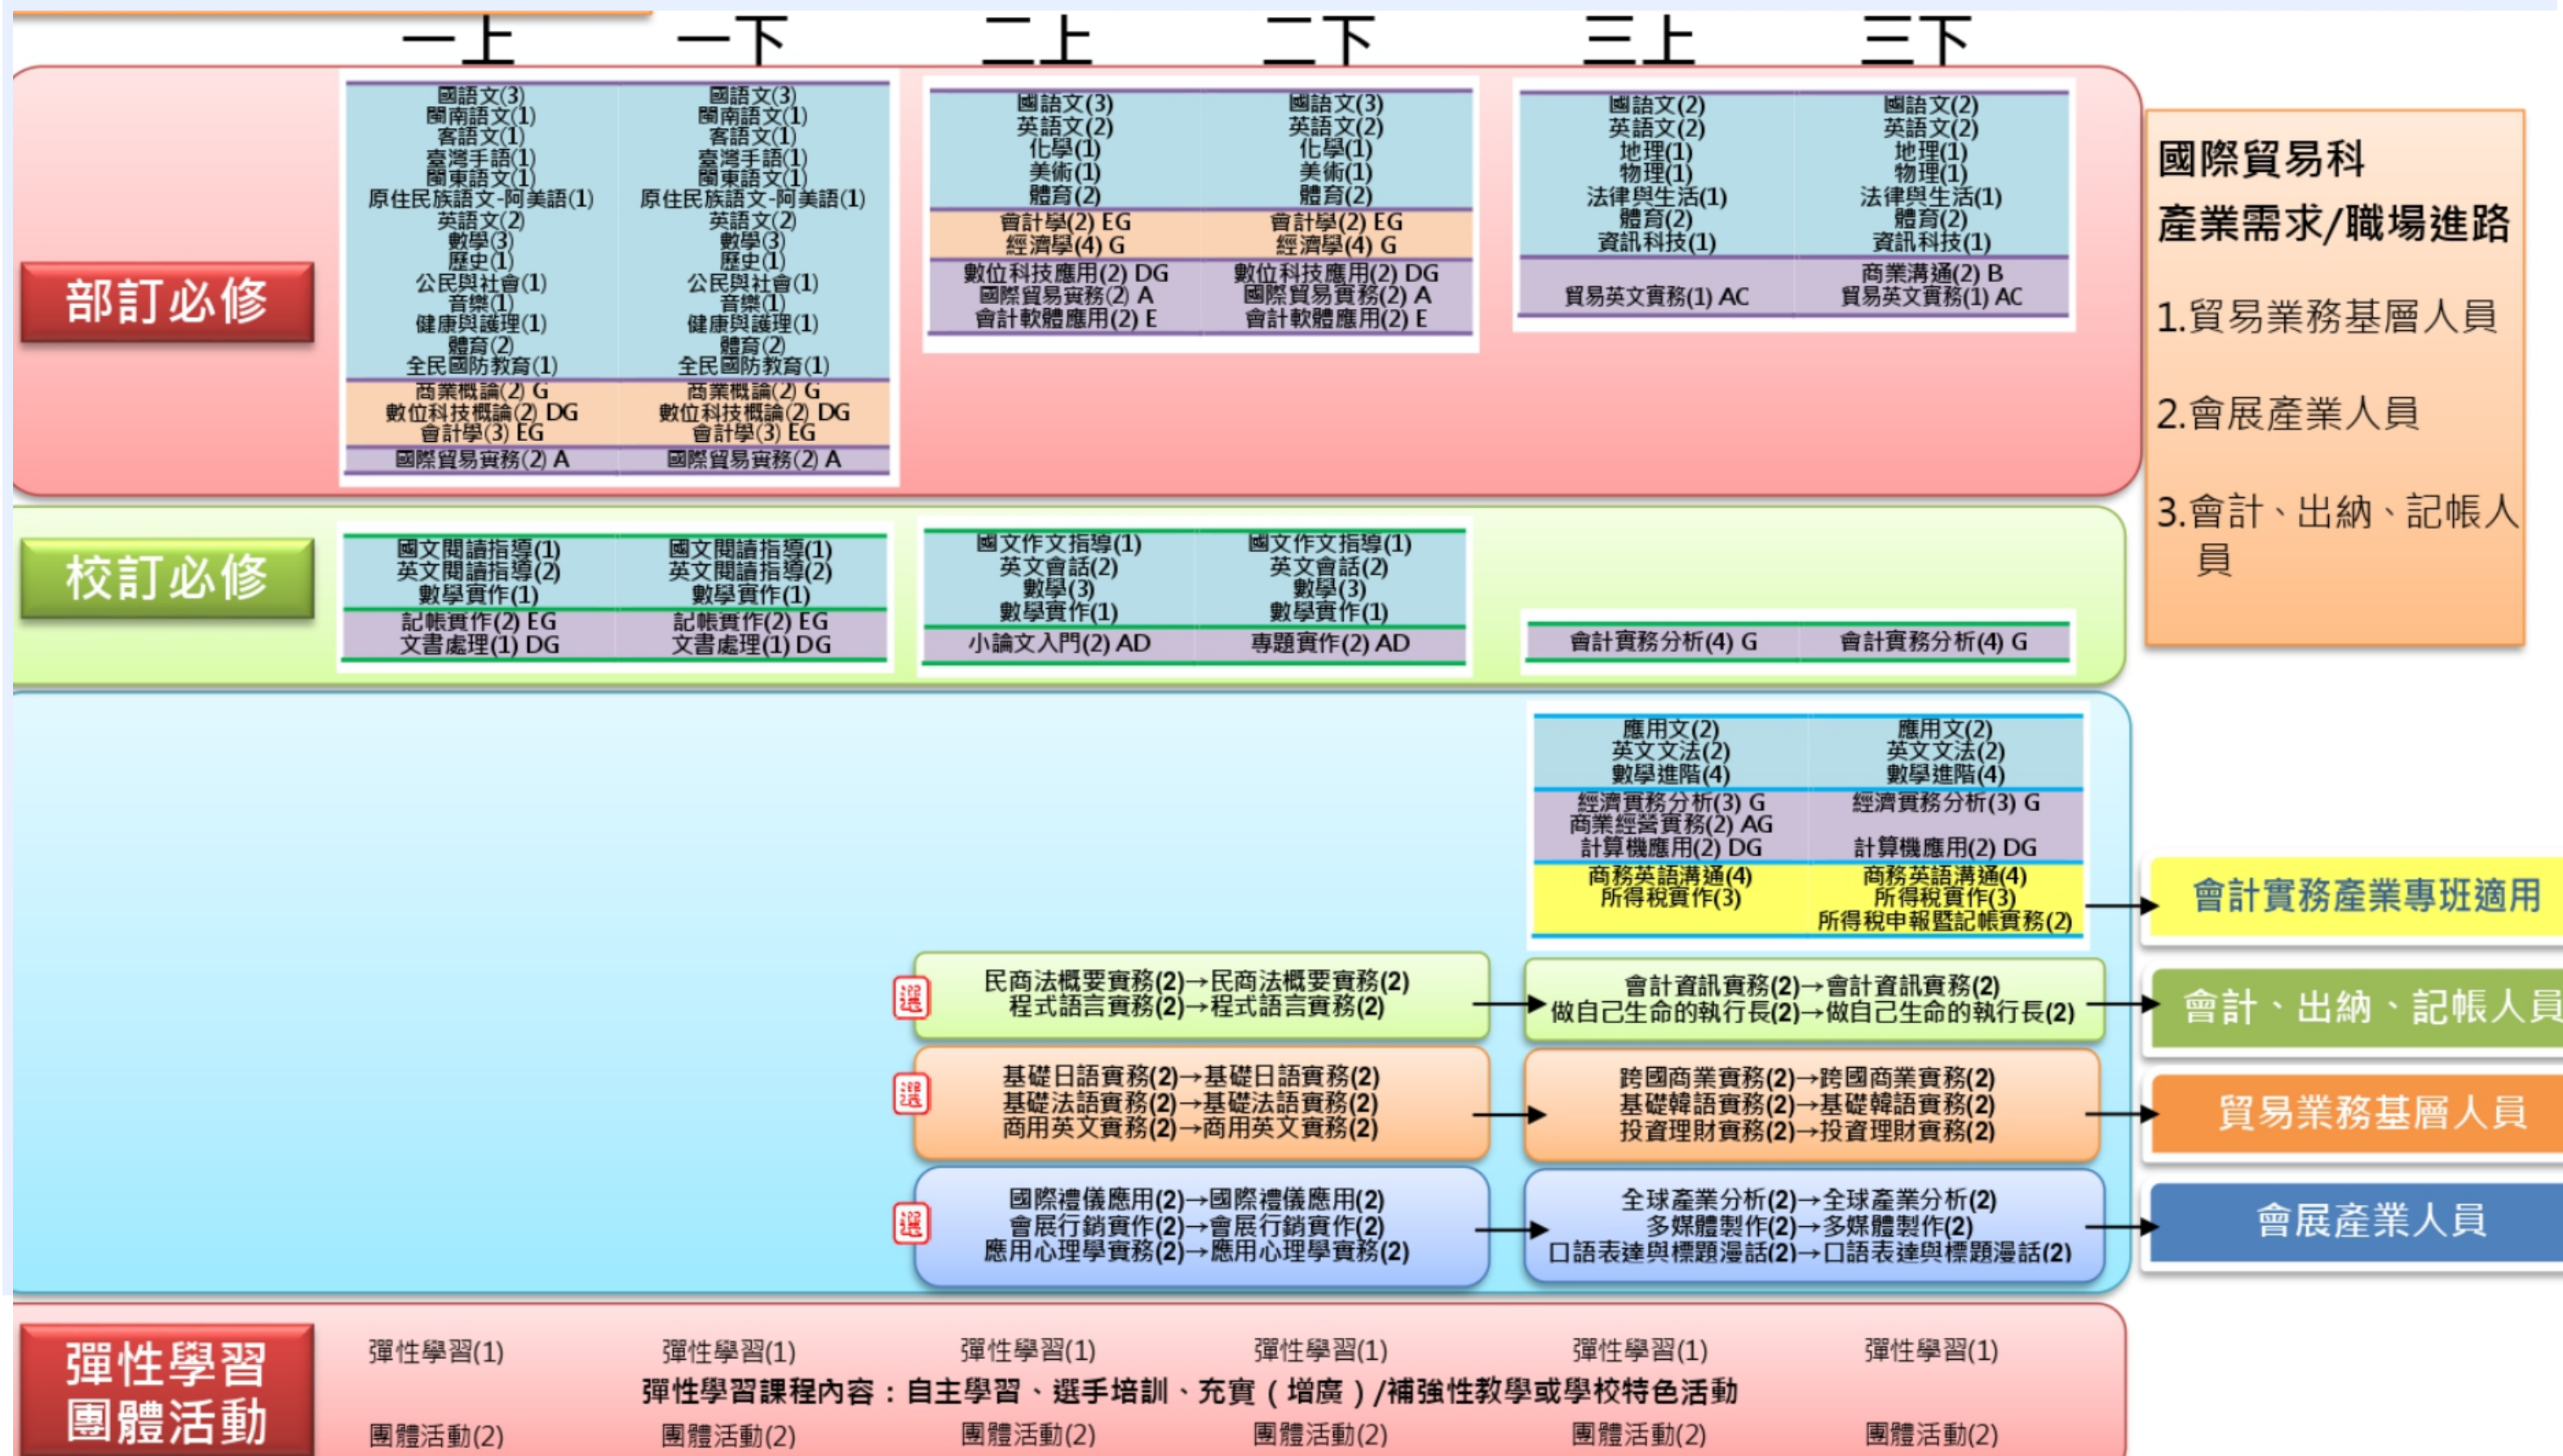 一上 一下 二上 二下 三上 三下
部訂必修
國語文(3) 國語文(3)
閩南語文(1) 閩南語文(1)
客語文(1) 客語文(1)
臺灣手語(1) 臺灣手語(1)
閩東語文(1) 閩東語文(1)
原住民族語文-阿美語(1) 原住民族語文-阿美語(1)
英語文(2) 英語文(2)
數學(3) 數學(3)
歷史(1) 歷史(1)
公民與社會(1) 公民與社會(1)
音樂(1) 音樂(1)
健康與護理(1) 健康與護理(1)
體育(2) 體育(2)
全民國防教育(1) 全民國防教育(1)
商業概論(2) G 商業概論(2) G
數位科技概論(2) DG 數位科技概論(2) DG
會計學(3) EG 會計學(3) EG
國際貿易實務(2) A 國際貿易實務(2) A
國語文(3) 國語文(3)
英語文(2) 英語文(2)
化學(1) 化學(1)
美術(1) 美術(1)
體育(2) 體育(2)
會計學(2) EG 會計學(2) EG
經濟學(4) G 經濟學(4) G
數位科技應用(2) DG 數位科技應用(2) DG
國際貿易實務(2) A 國際貿易實務(2) A
會計軟體應用(2) E 會計軟體應用(2) E
國語文(2) 國語文(2)
英語文(2) 英語文(2)
地理(1) 地理(1)
物理(1) 物理(1)
法律與生活(1) 法律與生活(1)
體育(2) 體育(2)
資訊科技(1) 資訊科技(1)
商業溝通(2) B
貿易英文實務(1) AC 貿易英文實務(1) AC
國際貿易科
產業需求/職場進路
1.貿易業務基層人員
2.會展產業人員
3.會計、出納、記帳人
員
校訂必修
國文閱讀指導(1) 國文閱讀指導(1)
英文閱讀指導(2) 英文閱讀指導(2)
數學實作(1) 數學實作(1)
記帳實作(2) EG 記帳實作(2) EG
文書處理(1) DG 文書處理(1) DG
國文作文指導(1) 國文作文指導(1)
英文會話(2) 英文會話(2)
數學(3) 數學(3)
數學實作(1) 數學實作(1)
小論文入門(2) AD 專題實作(2) AD
會計實務分析(4) G 會計實務分析(4) G
應用文(2) 應用文(2)
英文文法(2) 英文文法(2)
數學進階(4) 數學進階(4)
經濟實務分析(3) G 經濟實務分析(3) G
商業經營實務(2) AG
計算機應用(2) DG 計算機應用(2) DG
商務英語溝通(4) 商務英語溝通(4)
所得稅實作(3) 所得稅實作(3)
所得稅申報暨記帳實務(2)
會計實務產業專班適用
選
民商法概要實務(2)→民商法概要實務(2)
程式語言實務(2)→程式語言實務(2)
會計資訊實務(2)→會計資訊實務(2)
做自己生命的執行長(2)→做自己生命的執行長(2)
會計、出納、記帳人員
選
基礎日語實務(2)→基礎日語實務(2)
基礎法語實務(2)→基礎法語實務(2)
商用英文實務(2)→商用英文實務(2)
跨國商業實務(2)→跨國商業實務(2)
基礎韓語實務(2)→基礎韓語實務(2)
投資理財實務(2)→投資理財實務(2)
貿易業務基層人員
選
國際禮儀應用(2)→國際禮儀應用(2)
會展行銷實作(2)→會展行銷實作(2)
應用心理學實務(2)→應用心理學實務(2)
全球產業分析(2)→全球產業分析(2)
多媒體製作(2)→多媒體製作(2)
口語表達與標題漫話(2)→口語表達與標題漫話(2)
會展產業人員
彈性學習
團體活動
彈性學習(1) 彈性學習(1) 彈性學習(1) 彈性學習(1) 彈性學習(1) 彈性學習(1)
彈性學習課程內容：自主學習、選手培訓、充實（增廣）/補強性教學或學校特色活動
團體活動(2) 團體活動(2) 團體活動(2) 團體活動(2) 團體活動(2) 團體活動(2)